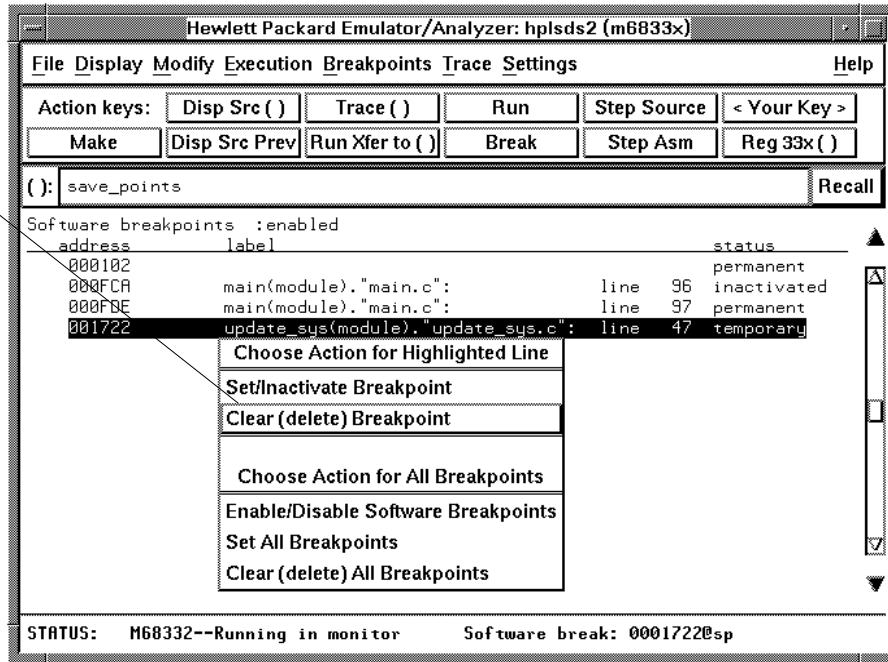 Hewlett Packard Emulator/Analyzer: hplsds2 (m6833x)
File Display Modify Execution Breakpoints Trace Settings Help
Action keys: Disp Src ( ) Trace ( ) Run Step Source < Your Key >
Make Disp Src Prev Run Xfer to ( ) Break Step Asm Reg 33x ( )
( ): save_points Recall
Software breakpoints :enabled
address label status
000102 permanent
000FCA main(module)."main.c": line 96 inactivated
000FDE main(module)."main.c": line 97 permanent
001722 update_sys(module)."update_sys.c": line 47 temporary
Choose Action for Highlighted Line
Set/Inactivate Breakpoint
Clear (delete) Breakpoint
Choose Action for All Breakpoints
Enable/Disable Software Breakpoints
Set All Breakpoints
Clear (delete) All Breakpoints
STATUS: M68332--Running in monitor Software break: 0001722@sp